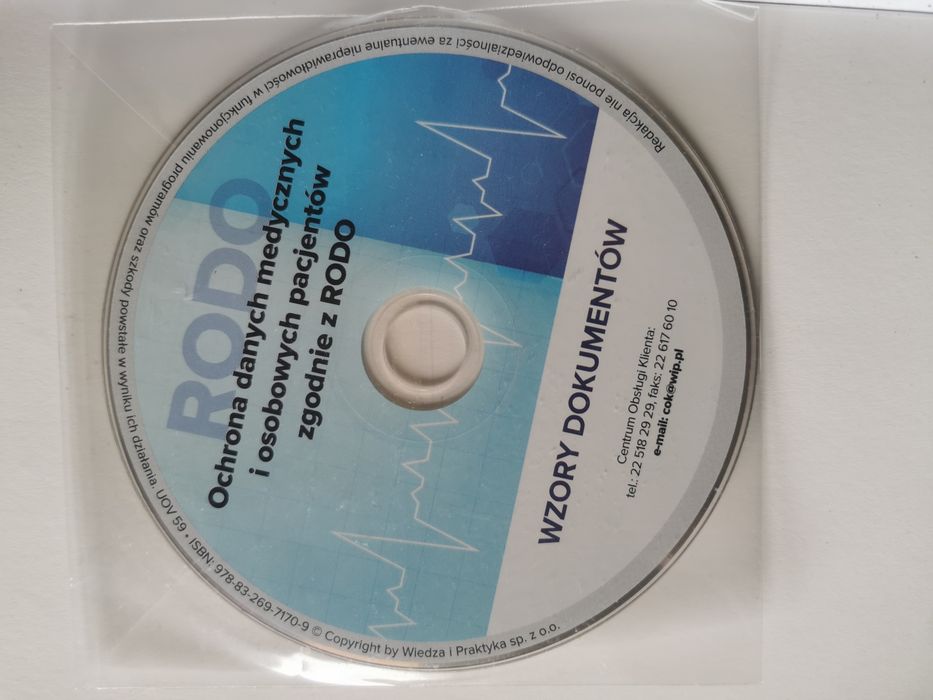 RODO
Ochrona danych medycznych
i osobowych pacjentów
zgodnie z RODO
WZORY DOKUMENTÓW
Centrum Obsługi Klienta:
tel.: 22 518 29 29, faks: 22 617 60 10
e-mail: cok@wip.pl
UOV 59 • ISBN: 978-83-269-7170-9 © Copyright by Wiedza i Praktyka sp. z o.o.
Redakcja nie ponosi odpowiedzialności za ewentualne nieprawidłowości w funkcjonowaniu programów oraz szkody powstałe w wyniku ich działania.